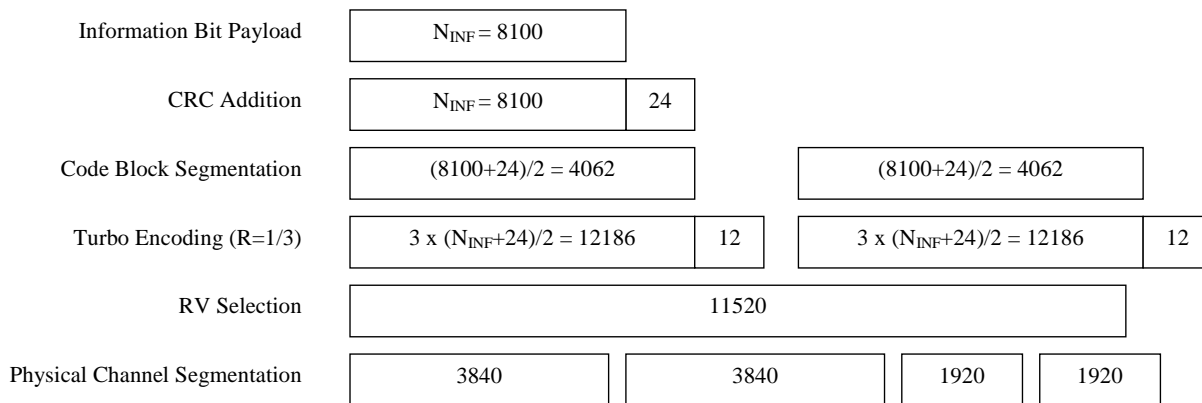 Information Bit Payload N_INF = 8100
CRC Addition N_INF = 8100 24
Code Block Segmentation (8100+24)/2 = 4062 (8100+24)/2 = 4062
Turbo Encoding (R=1/3) 3 x (N_INF+24)/2 = 12186 12 3 x (N_INF+24)/2 = 12186 12
RV Selection 11520
Physical Channel Segmentation 3840 3840 1920 1920